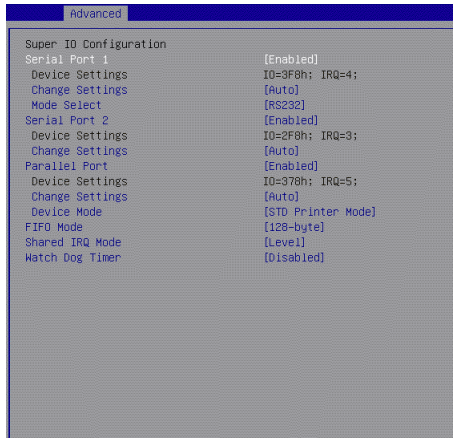 Advanced
Super IO Configuration
Serial Port 1 [Enabled]
Device Settings IO=3F8h; IRQ=4;
Change Settings [Auto]
Mode Select [RS232]
Serial Port 2 [Enabled]
Device Settings IO=2F8h; IRQ=3;
Change Settings [Auto]
Parallel Port [Enabled]
Device Settings IO=378h; IRQ=5;
Change Settings [Auto]
Device Mode [STD Printer Mode]
FIFO Mode [128-byte]
Shared IRQ Mode [Level]
Watch Dog Timer [Disabled]